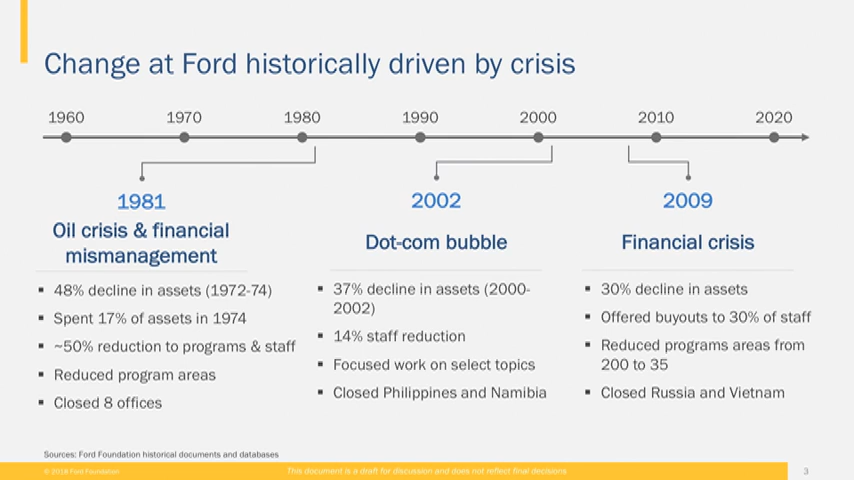 Change at Ford historically driven by crisis
1960 1970 1980 1990 2000 2010 2020
1981
Oil crisis & financial
mismanagement
▪ 48% decline in assets (1972-74)
▪ Spent 17% of assets in 1974
▪ ~50% reduction to programs & staff
▪ Reduced program areas
▪ Closed 8 offices
2002
Dot-com bubble
▪ 37% decline in assets (2000-
2002)
▪ 14% staff reduction
▪ Focused work on select topics
▪ Closed Philippines and Namibia
2009
Financial crisis
▪ 30% decline in assets
▪ Offered buyouts to 30% of staff
▪ Reduced programs areas from
200 to 35
▪ Closed Russia and Vietnam
Sources: Ford Foundation historical documents and databases
© 2018 Ford Foundation
This document is a draft for discussion and does not reflect final decisions
3